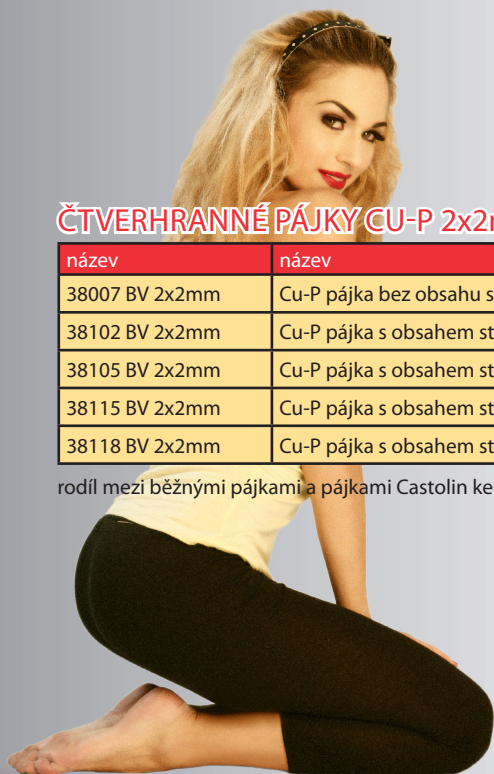 ČTVERHRANNÉ PÁJKY CU-P
název název
38007 BV 2x2mm Cu-P pájka bez obsahu
38102 BV 2x2mm Cu-P pájka s obsahem
38105 BV 2x2mm Cu-P pájka s obsahem
38115 BV 2x2mm Cu-P pájka s obsahem
38118 BV 2x2mm Cu-P pájka s obsahem
rodíl mezi běžnými pájkami a pájkami Castolin